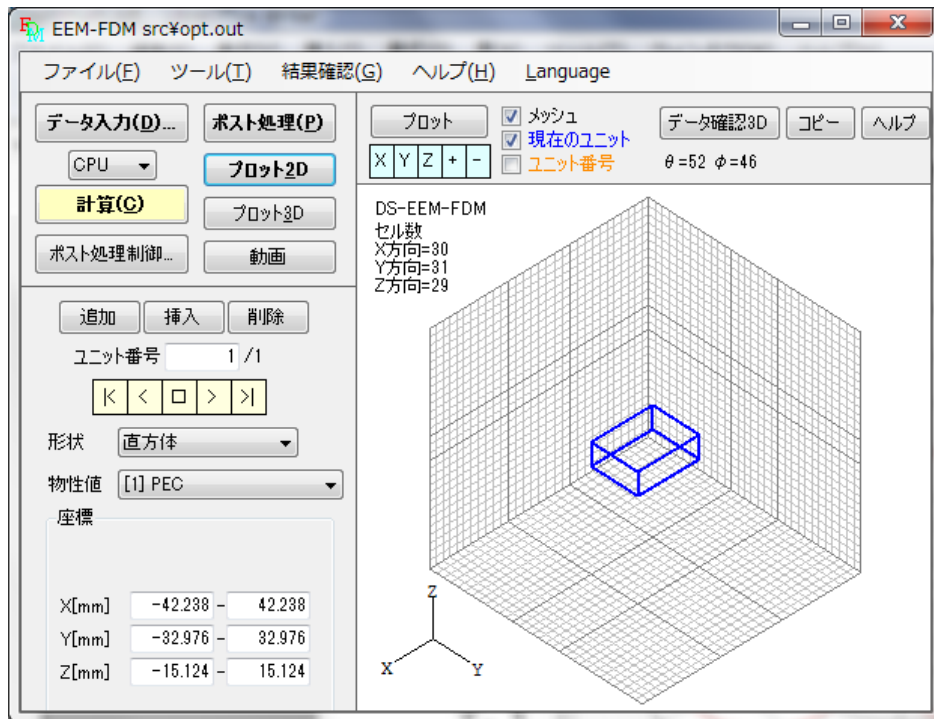 EEM-FDM src¥opt.out
ファイル(F) ツール(T) 結果確認(G) ヘルプ(H) Language
データ入力(D)... ポスト処理(P)
CPU プロット2D
計算(C) プロット3D
ポスト処理制御... 動画
プロット メッシュ データ確認3D コピー ヘルプ
現在のユニット
X Y Z + - ユニット番号 θ=52 φ=46
追加 挿入 削除
ユニット番号 1 /1
|< < □ > >|
形状 直方体
物性値 [1] PEC
座標
X[mm] -42.238 - 42.238
Y[mm] -32.976 - 32.976
Z[mm] -15.124 - 15.124
DS-EEM-FDM
セル数
X方向=30
Y方向=31
Z方向=29
Z
X Y